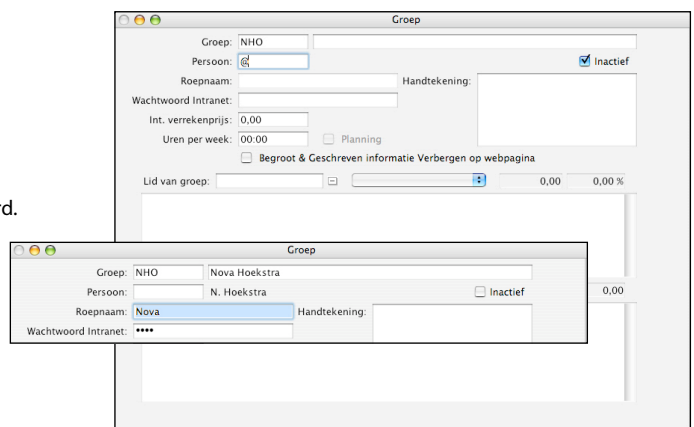 Groep
Groep: NHO
Persoon: @ Inactief
Roepnaam: Handtekening:
Wachtwoord Intranet:
Int. verrekenprijs: 0,00
Uren per week: 00:00 Planning
Begroot & Geschreven informatie Verbergen op webpagina
Lid van groep: 0,00 0,00 %
rd.
Groep
Groep: NHO Nova Hoekstra
Persoon: N. Hoekstra Inactief 0,00
Roepnaam: Nova Handtekening:
Wachtwoord Intranet: ••••